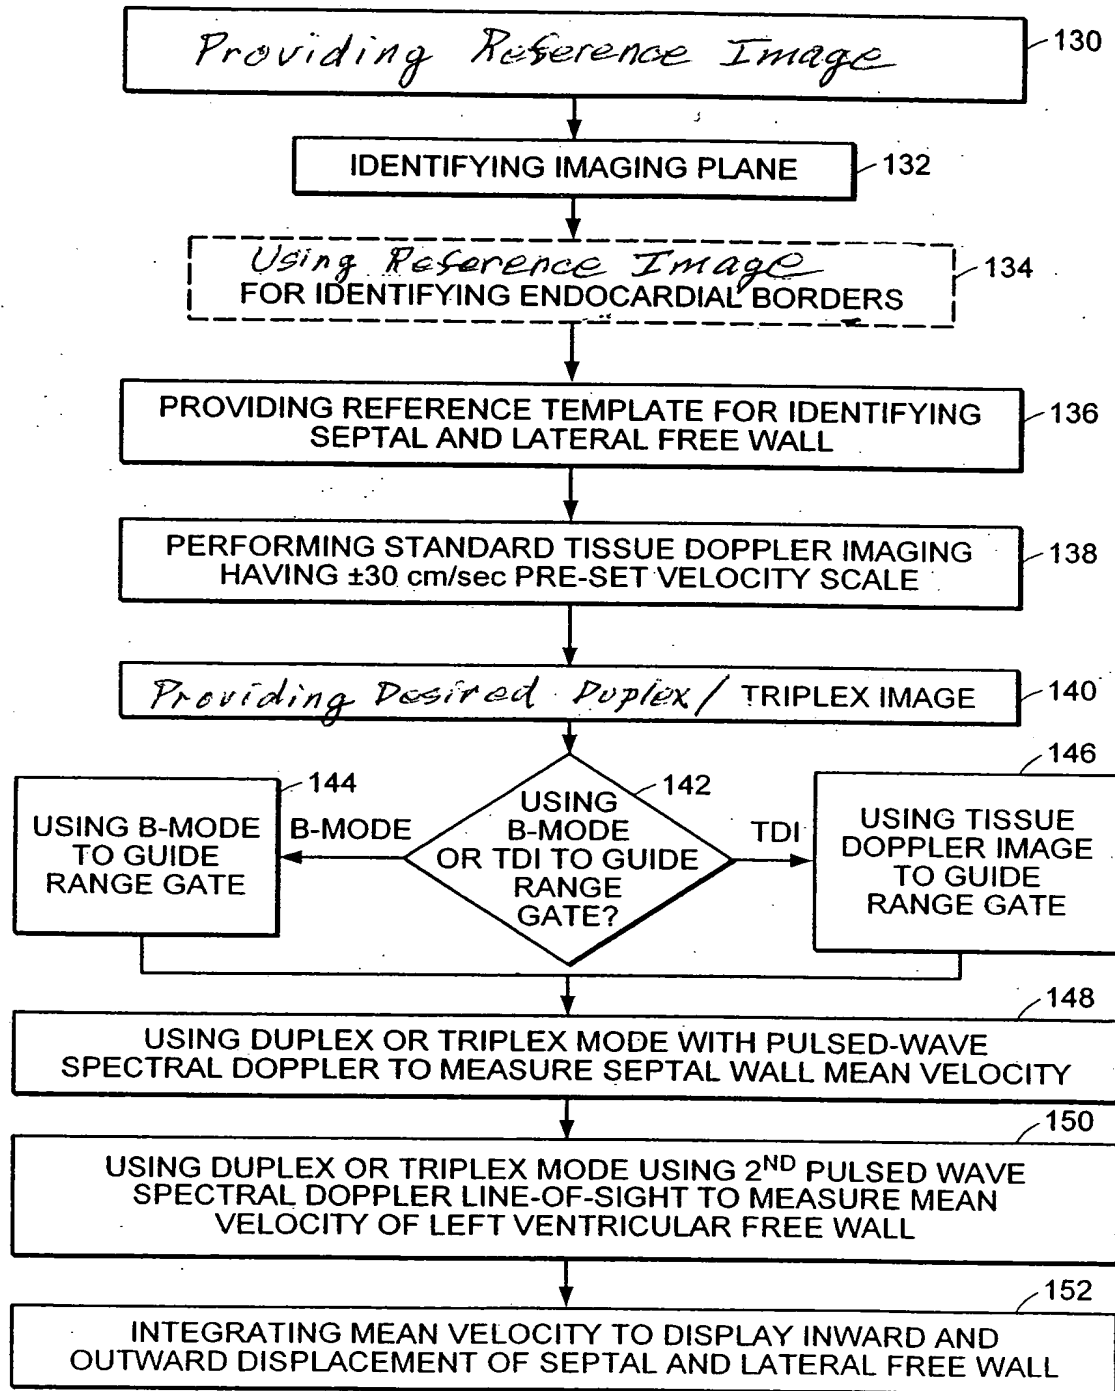 Providing Reference Image
130
IDENTIFYING IMAGING PLANE
132
Using Reference Image
FOR IDENTIFYING ENDOCARDIAL BORDERS
134
PROVIDING REFERENCE TEMPLATE FOR IDENTIFYING
SEPTAL AND LATERAL FREE WALL
136
PERFORMING STANDARD TISSUE DOPPLER IMAGING
HAVING ±30 cm/sec PRE-SET VELOCITY SCALE
138
Providing Desired Duplex/ TRIPLEX IMAGE
140
142
USING
B-MODE
OR TDI TO GUIDE
RANGE
GATE?
B-MODE
144
USING B-MODE
TO GUIDE
RANGE GATE
TDI
146
USING TISSUE
DOPPLER IMAGE
TO GUIDE
RANGE GATE
148
USING DUPLEX OR TRIPLEX MODE WITH PULSED-WAVE
SPECTRAL DOPPLER TO MEASURE SEPTAL WALL MEAN VELOCITY
150
USING DUPLEX OR TRIPLEX MODE USING 2ND PULSED WAVE
SPECTRAL DOPPLER LINE-OF-SIGHT TO MEASURE MEAN
VELOCITY OF LEFT VENTRICULAR FREE WALL
152
INTEGRATING MEAN VELOCITY TO DISPLAY INWARD AND
OUTWARD DISPLACEMENT OF SEPTAL AND LATERAL FREE WALL